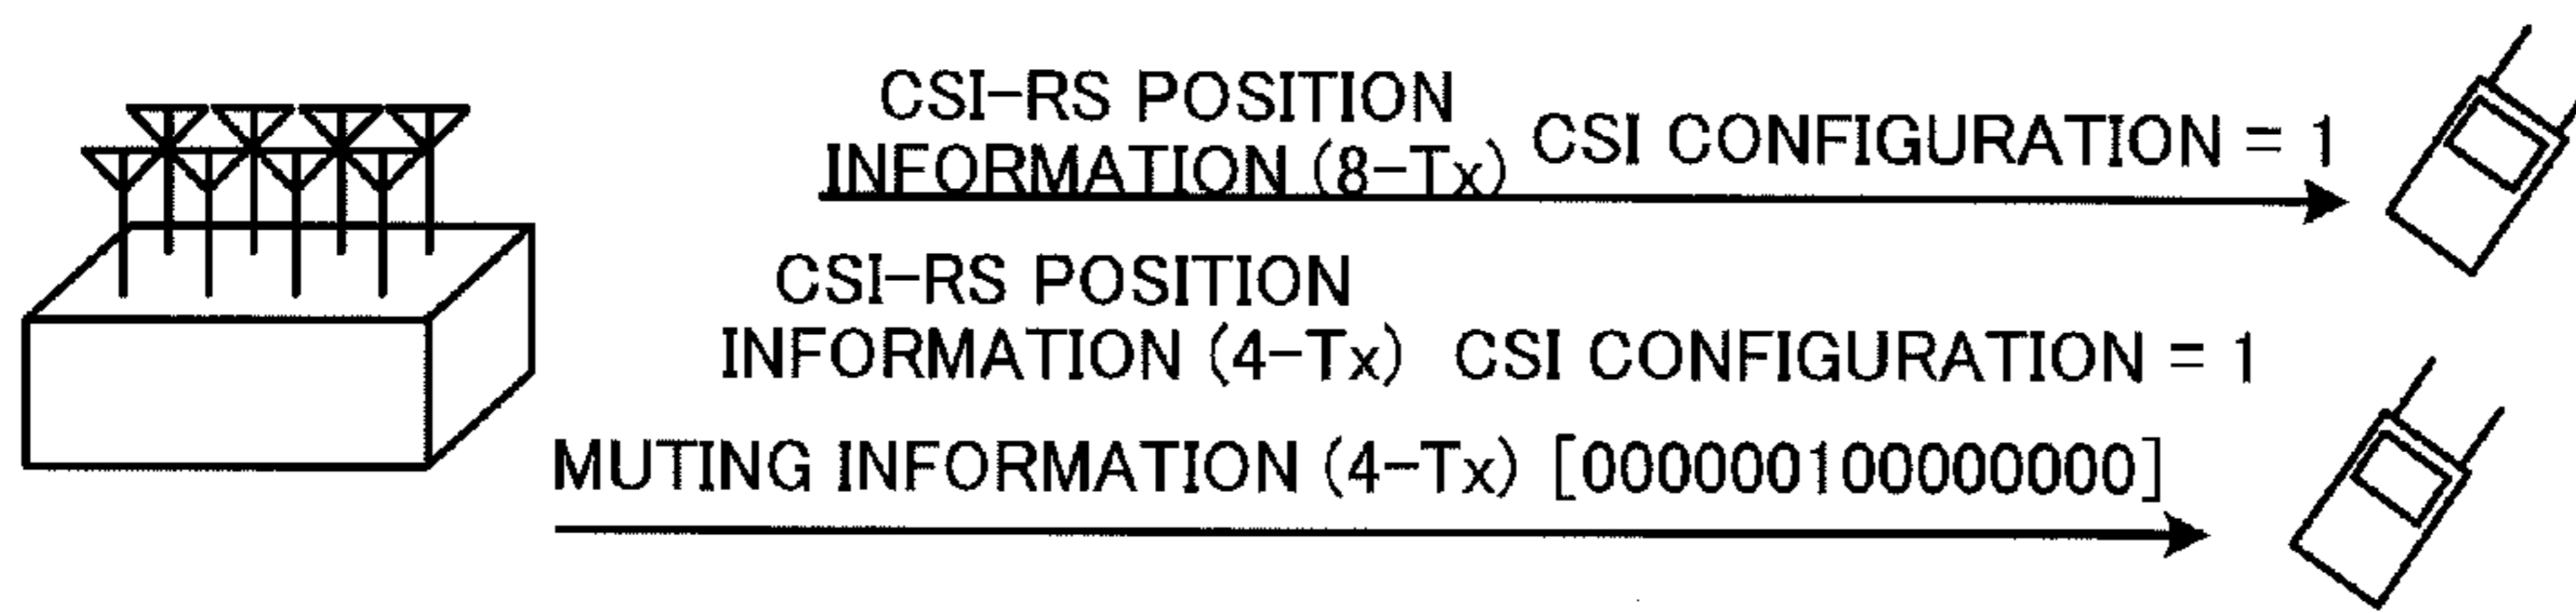 CSI-RS POSITION
INFORMATION (8-Tx) CSI CONFIGURATION = 1
CSI-RS POSITION
INFORMATION (4-Tx) CSI CONFIGURATION = 1
MUTING INFORMATION (4-Tx) [000000100000000]